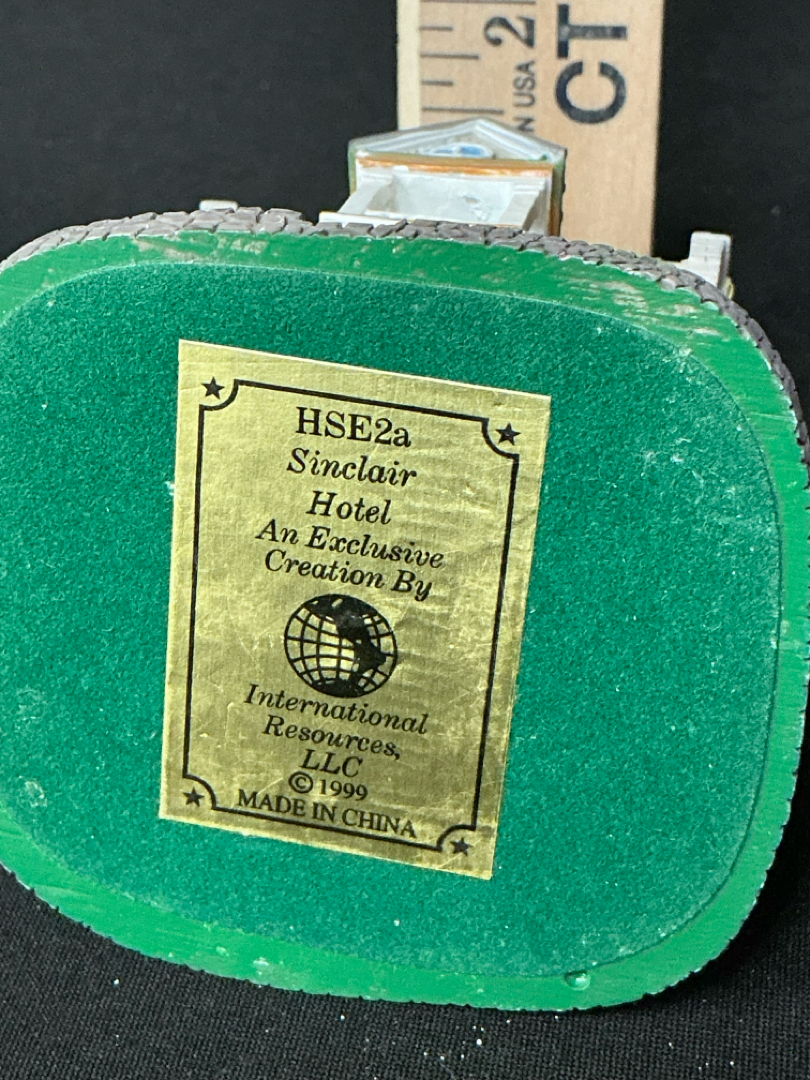 2
N USA
CT
HSE2a
Sinclair
Hotel
An Exclusive
Creation By
International
Resources,
LLC
© 1999
MADE IN CHINA